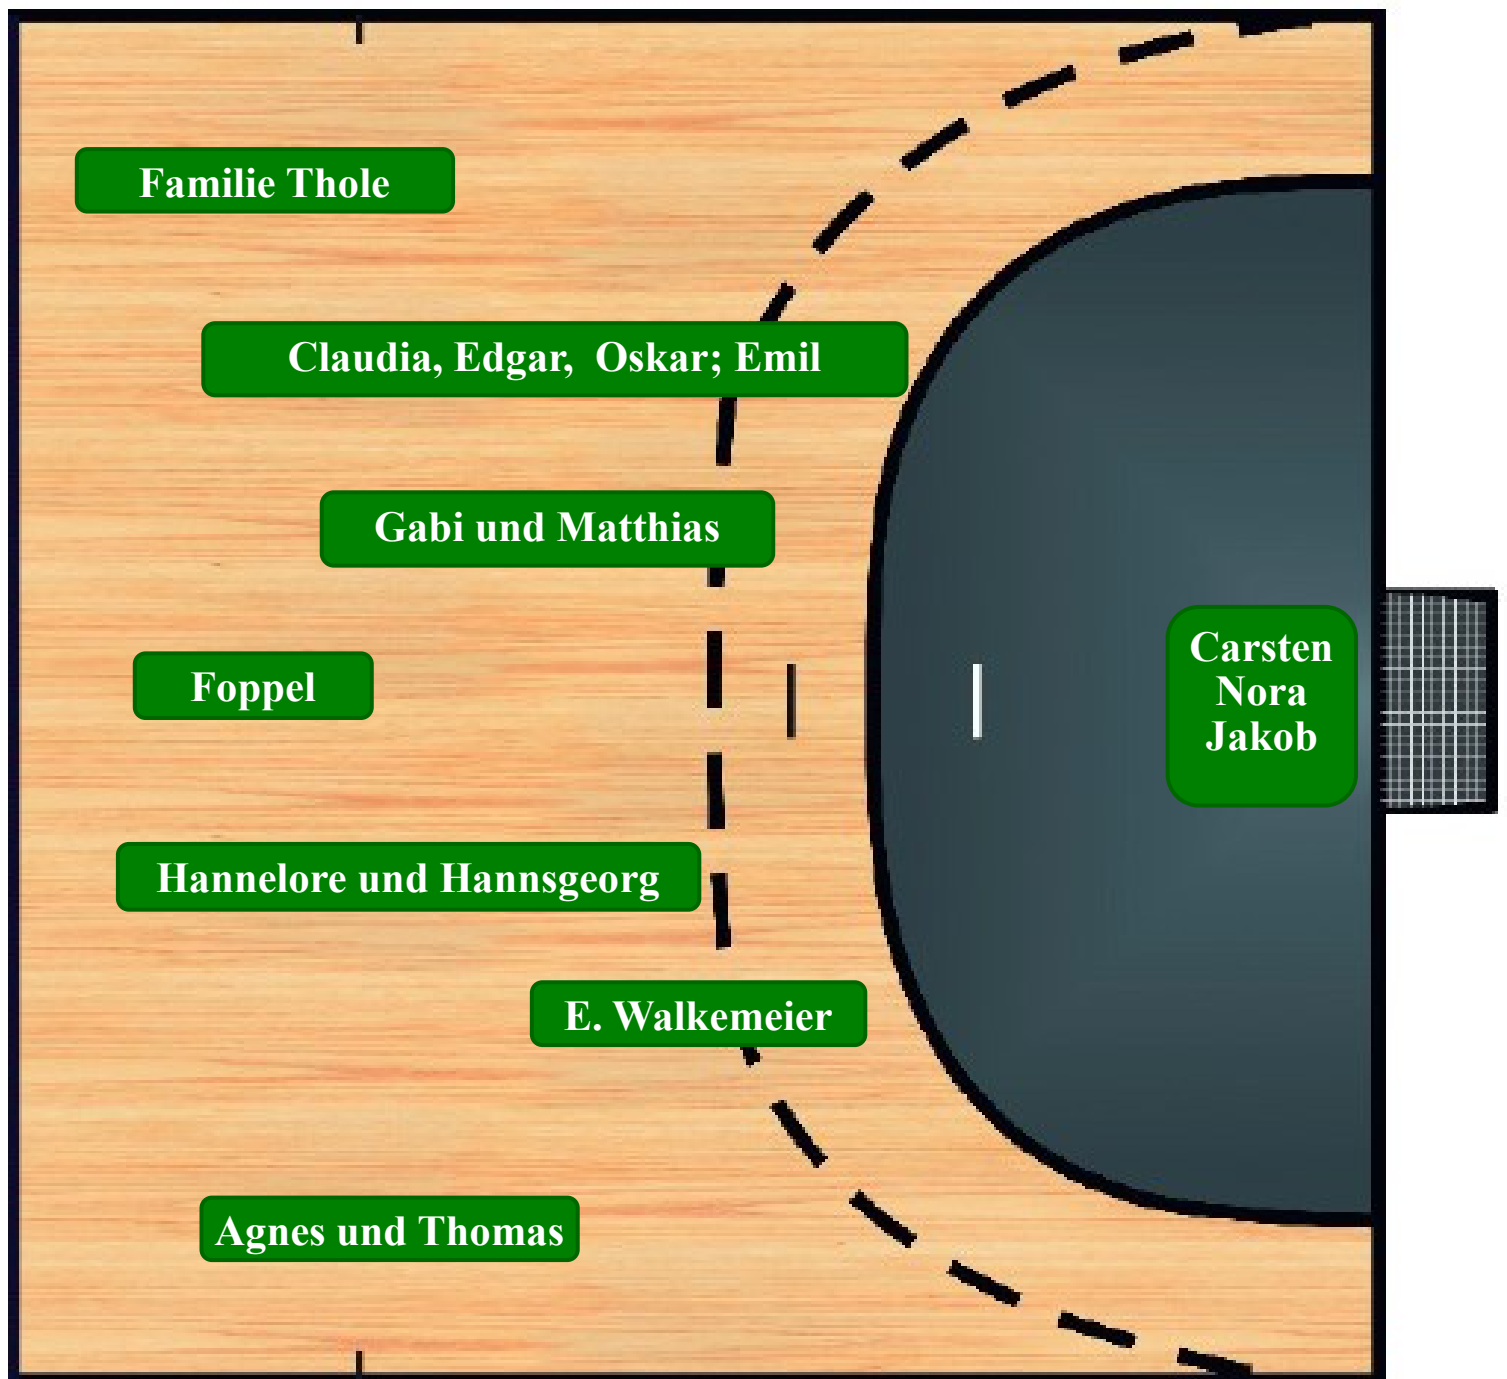 Familie Thole
Claudia, Edgar,  Oskar; Emil
Gabi und Matthias
Foppel
Carsten
Nora
Jakob
Hannelore und Hannsgeorg
E. Walkemeier
Agnes und Thomas